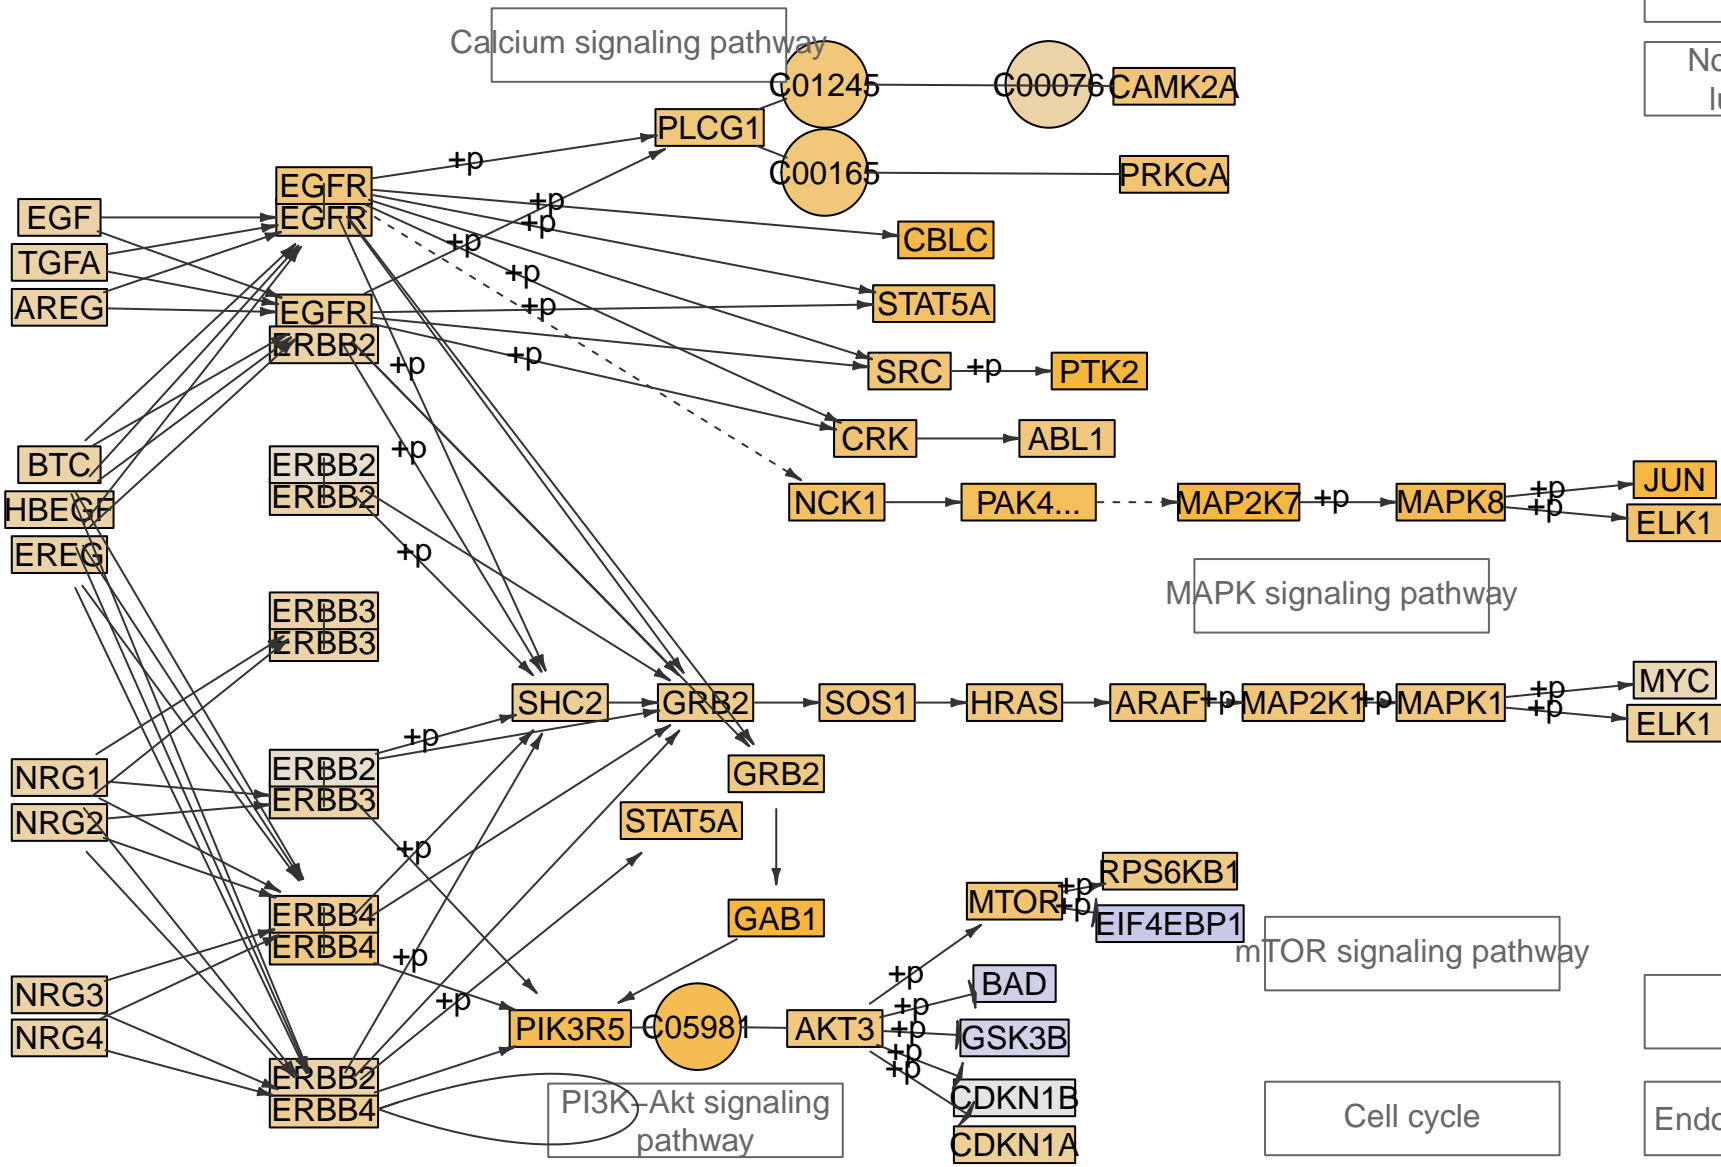 Calcium signaling pathway
C01245
C00076
CAMK2A
No
lu
PLCG1
+p
C00165
PRKCA
EGFR
EGFR
EGF
TGFA
AREG
+p
+p
+p
CBLC
+p
+p
STAT5A
EGFR
ERBB2
+p
+p
SRC
+p
PTK2
CRK
ABL1
+p
BTC
HBEGF
EREG
ERBB2
ERBB2
NCK1
PAK4...
MAP2K7
+p
MAPK8
+p
+p
JUN
ELK1
+p
MAPK signaling pathway
ERBB3
ERBB3
SHC2
GRB2
SOS1
HRAS
ARAF
+p
MAP2K1
+p
MAPK1
+p
+p
MYC
ELK1
+p
ERBB2
ERBB3
NRG1
NRG2
GRB2
STAT5A
+p
ERBB4
ERBB4
GAB1
MTOR
+p
+p
RPS6KB1
EIF4EBP1
mTOR signaling pathway
+p
+p
NRG3
NRG4
PIK3R5
C05981
AKT3
+p
+p
+p
+p
+p
BAD
GSK3B
CDKN1B
CDKN1A
ERBB2
ERBB4
PI3K–Akt signaling
pathway
Cell cycle
Endo